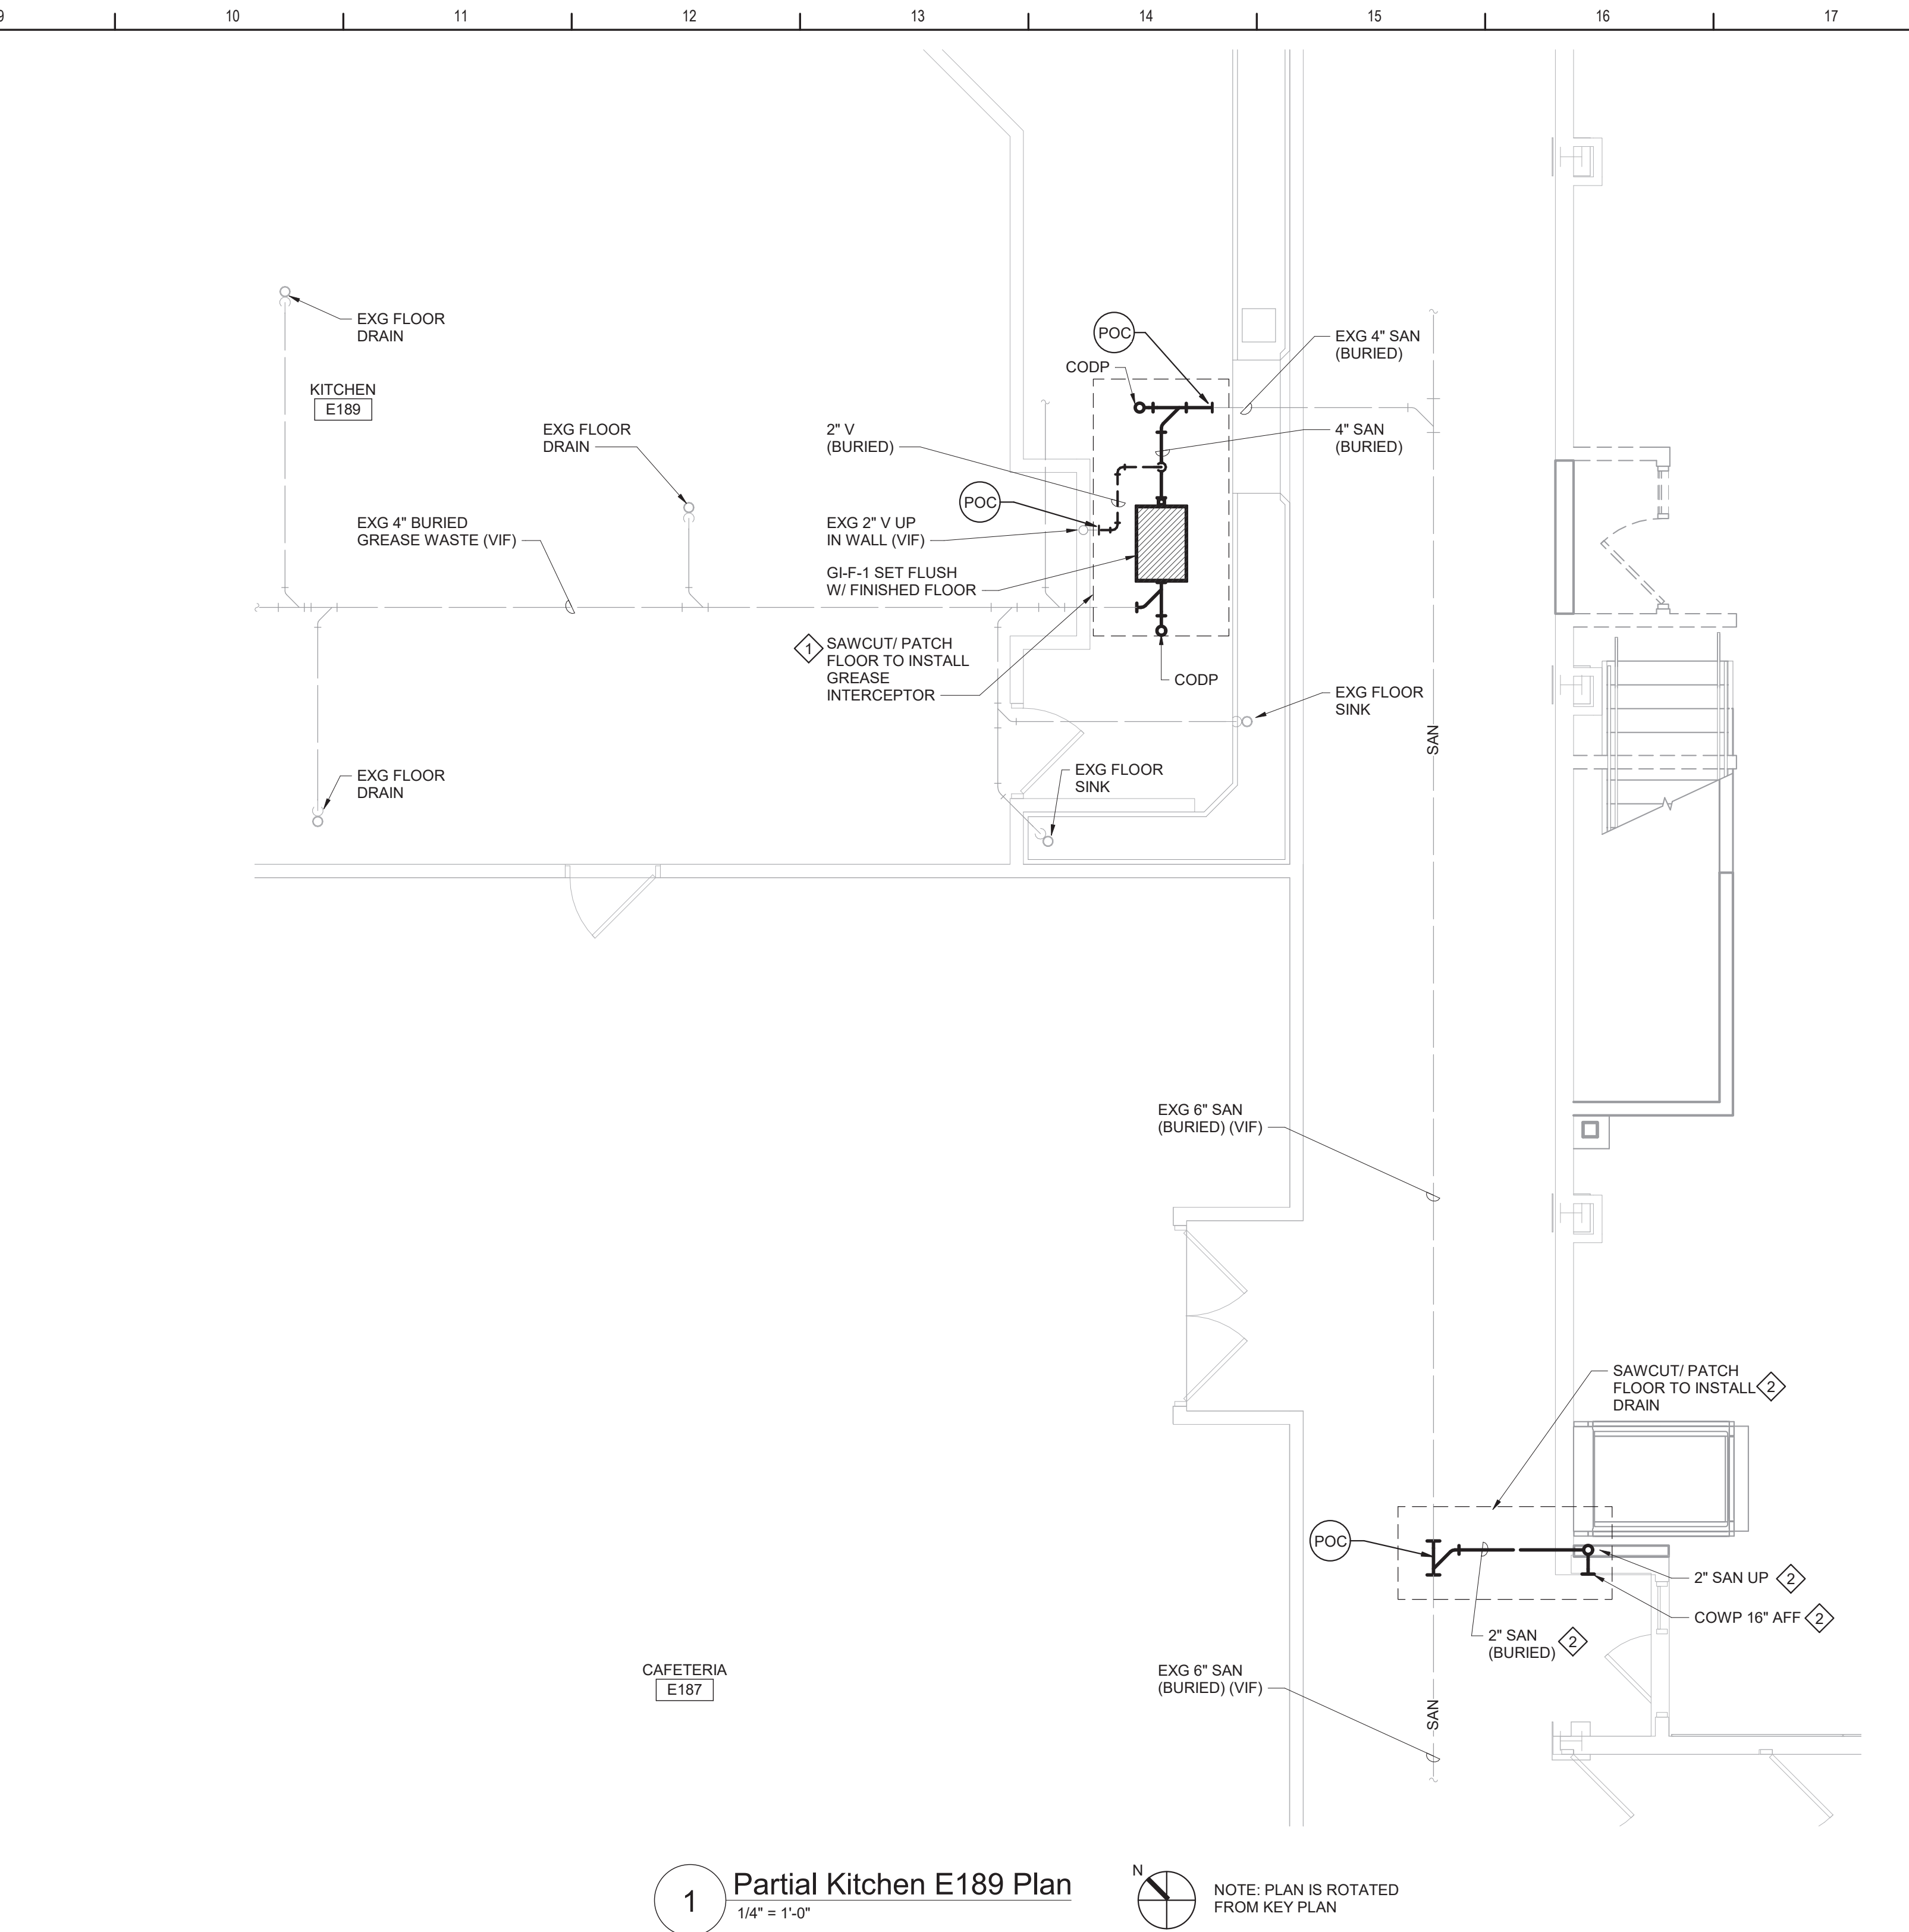 9
10
11
12
13
14
15
16
17
EXG FLOOR
DRAIN
KITCHEN
E189
EXG FLOOR
DRAIN
EXG 4" BURIED
GREASE WASTE (VIF)
EXG FLOOR
DRAIN
POC
CODP
EXG 4" SAN
(BURIED)
2" V
(BURIED)
4" SAN
(BURIED)
POC
EXG 2" V UP
IN WALL (VIF)
GI-F-1 SET FLUSH
W/ FINISHED FLOOR
1
SAWCUT/ PATCH
FLOOR TO INSTALL
GREASE
INTERCEPTOR
CODP
EXG FLOOR
SINK
EXG FLOOR
SINK
SAN
EXG 6" SAN
(BURIED) (VIF)
SAWCUT/ PATCH
FLOOR TO INSTALL 2
DRAIN
POC
2" SAN UP 2
COWP 16" AFF 2
2" SAN
(BURIED) 2
CAFETERIA
E187
EXG 6" SAN
(BURIED) (VIF)
SAN
1
Partial Kitchen E189 Plan
1/4" = 1'-0"
N
NOTE: PLAN IS ROTATED
FROM KEY PLAN